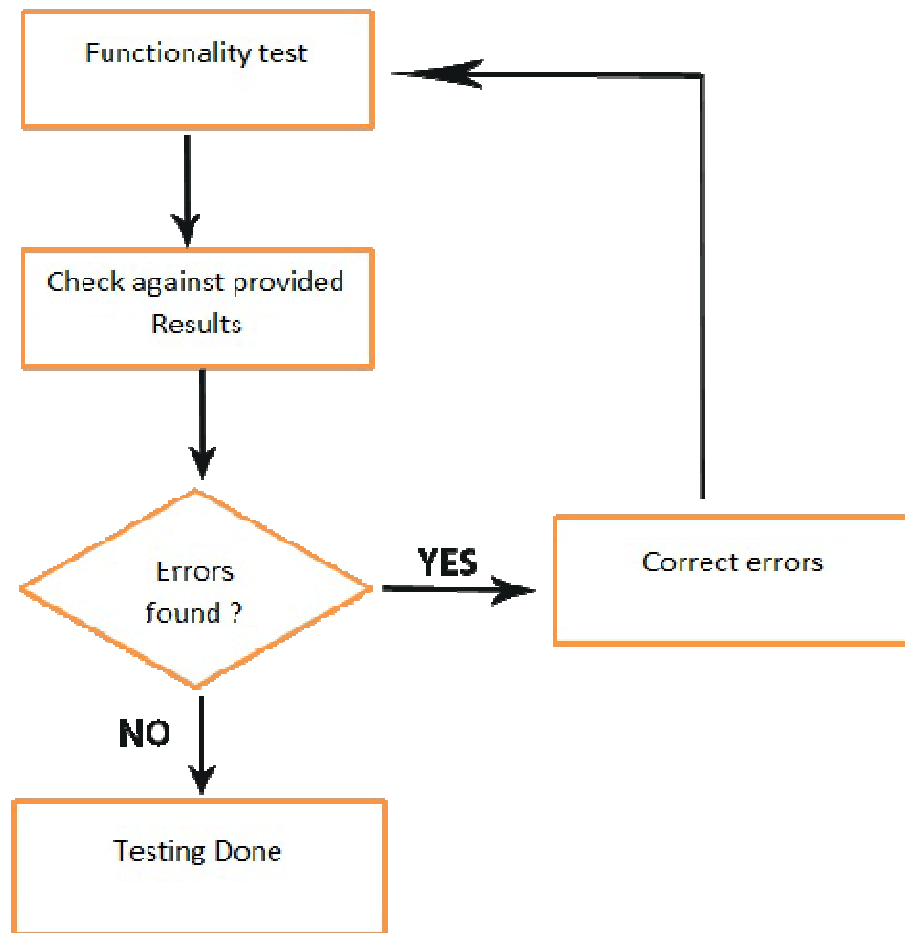 Functionality test
Check against provided
Results
Errors
found ?
YES
Correct errors
NO
Testing Done